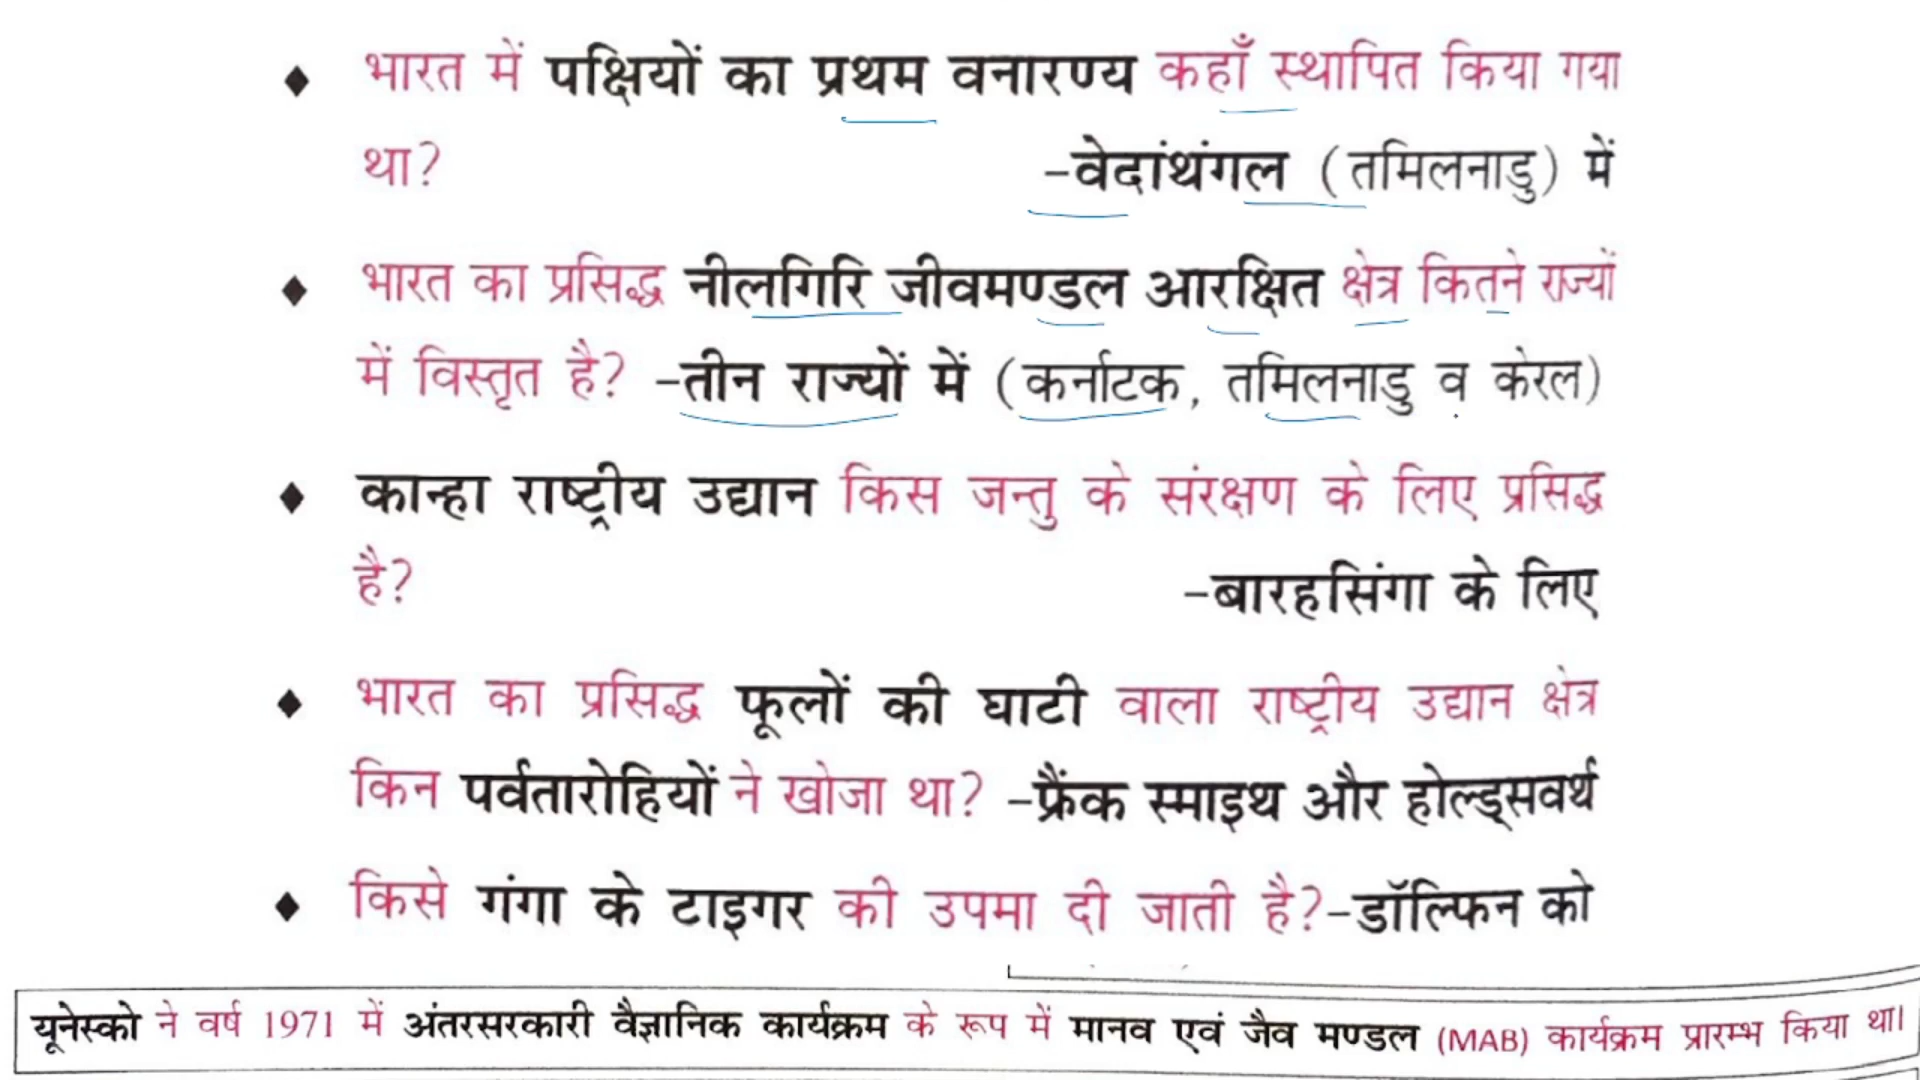 ♦ भारत में पक्षियों का प्रथम वनारण्य कहाँ स्थापित किया गया
था? -वेदांथंगल (तमिलनाडु) में
♦ भारत का प्रसिद्ध नीलगिरि जीवमण्डल आरक्षित क्षेत्र कितने राज्यों
में विस्तृत है? -तीन राज्यों में (कर्नाटक, तमिलनाडु व केरल)
♦ कान्हा राष्ट्रीय उद्यान किस जन्तु के संरक्षण के लिए प्रसिद्ध
है? -बारहसिंगा के लिए
♦ भारत का प्रसिद्ध फूलों की घाटी वाला राष्ट्रीय उद्यान क्षेत्र
किन पर्वतारोहियों ने खोजा था? -फ्रैंक स्माइथ और होल्ड्सवर्थ
♦ किसे गंगा के टाइगर की उपमा दी जाती है?-डॉल्फिन को
यूनेस्को ने वर्ष 1971 में अंतरसरकारी वैज्ञानिक कार्यक्रम के रूप में मानव एवं जैव मण्डल (MAB) कार्यक्रम प्रारम्भ किया था।